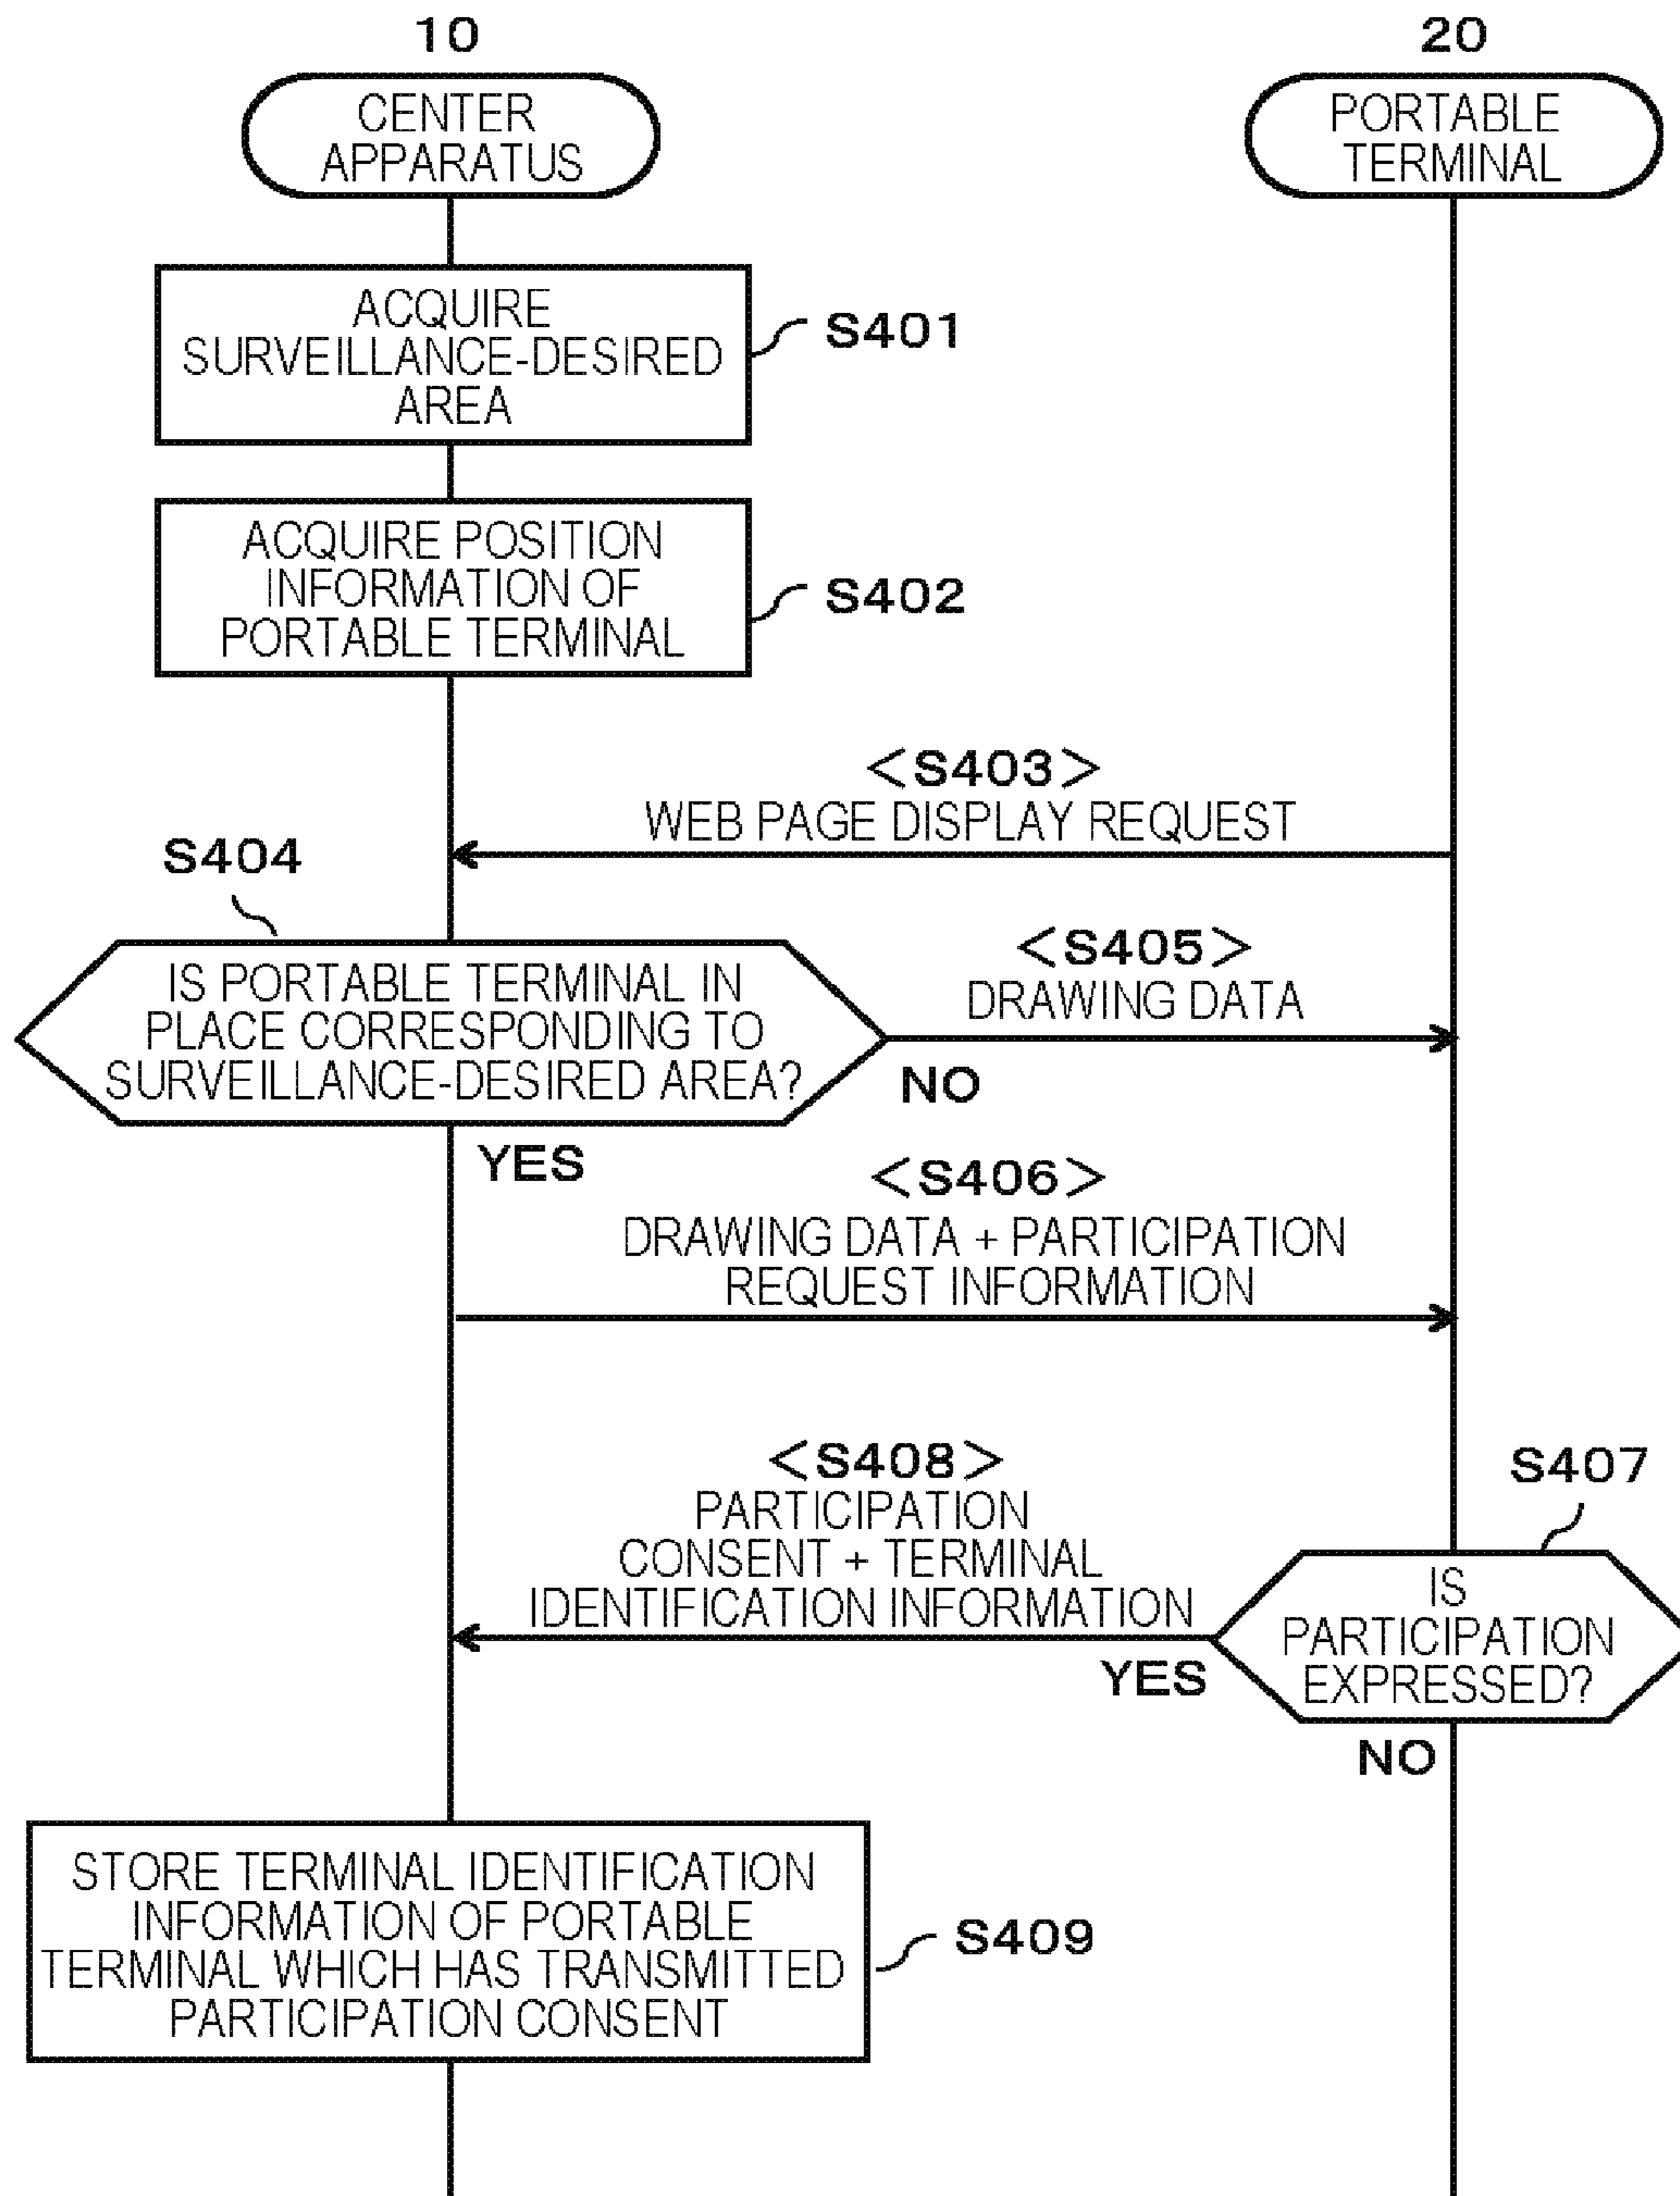 10
CENTER
APPARATUS
20
PORTABLE
TERMINAL
ACQUIRE
SURVEILLANCE-DESIRED
AREA
S401
ACQUIRE POSITION
INFORMATION OF
PORTABLE TERMINAL
S402
<S403>
WEB PAGE DISPLAY REQUEST
S404
IS PORTABLE TERMINAL IN
PLACE CORRESPONDING TO
SURVEILLANCE-DESIRED AREA?
<S405>
DRAWING DATA
NO
YES
<S406>
DRAWING DATA + PARTICIPATION
REQUEST INFORMATION
<S408>
PARTICIPATION
CONSENT + TERMINAL
IDENTIFICATION INFORMATION
S407
IS
PARTICIPATION
EXPRESSED?
YES
NO
STORE TERMINAL IDENTIFICATION
INFORMATION OF PORTABLE
TERMINAL WHICH HAS TRANSMITTED
PARTICIPATION CONSENT
S409